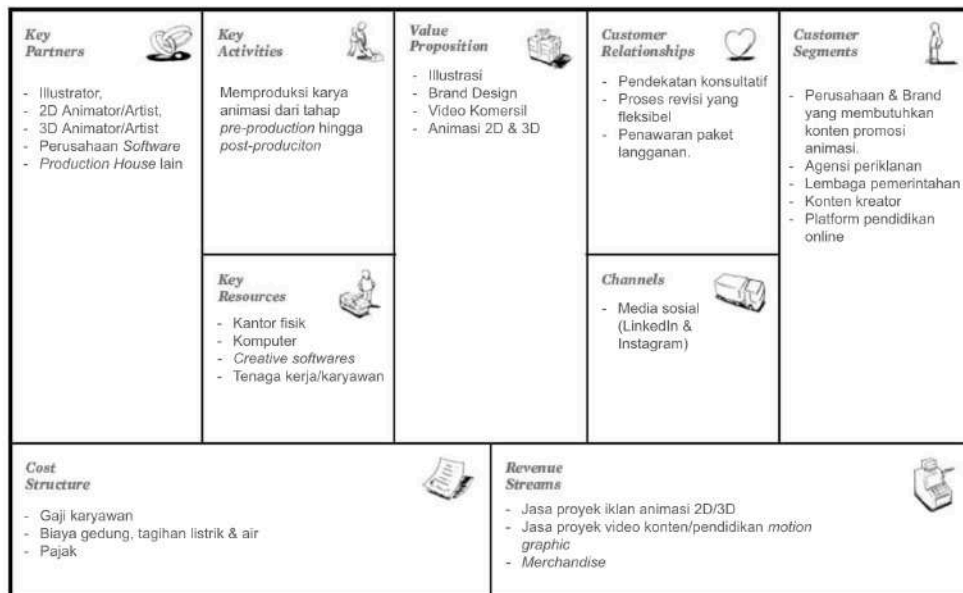 Key
Partners
- Illustrator,
- 2D Animator/Artist,
- 3D Animator/Artist
- Perusahaan Software
- Production House lain
Key
Activities
Memproduksi karya
animasi dari tahap
pre-production hingga
post-produciton
Key
Resources
- Kantor fisik
- Komputer
- Creative softwares
- Tenaga kerja/karyawan
Value
Proposition
- Illustrasi
- Brand Design
- Video Komersil
- Animasi 2D & 3D
Customer
Relationships
- Pendekatan konsultatif
- Proses revisi yang
fleksibel
- Penawaran paket
langganan.
Channels
- Media sosial
(LinkedIn &
Instagram)
Customer
Segments
- Perusahaan & Brand
yang membutuhkan
konten promosi
animasi.
- Agensi periklanan
- Lembaga pemerintahan
- Konten kreator
- Platform pendidikan
online
Cost
Structure
- Gaji karyawan
- Biaya gedung, tagihan listrik & air
- Pajak
Revenue
Streams
- Jasa proyek iklan animasi 2D/3D
- Jasa proyek video konten/pendidikan motion
graphic
- Merchandise